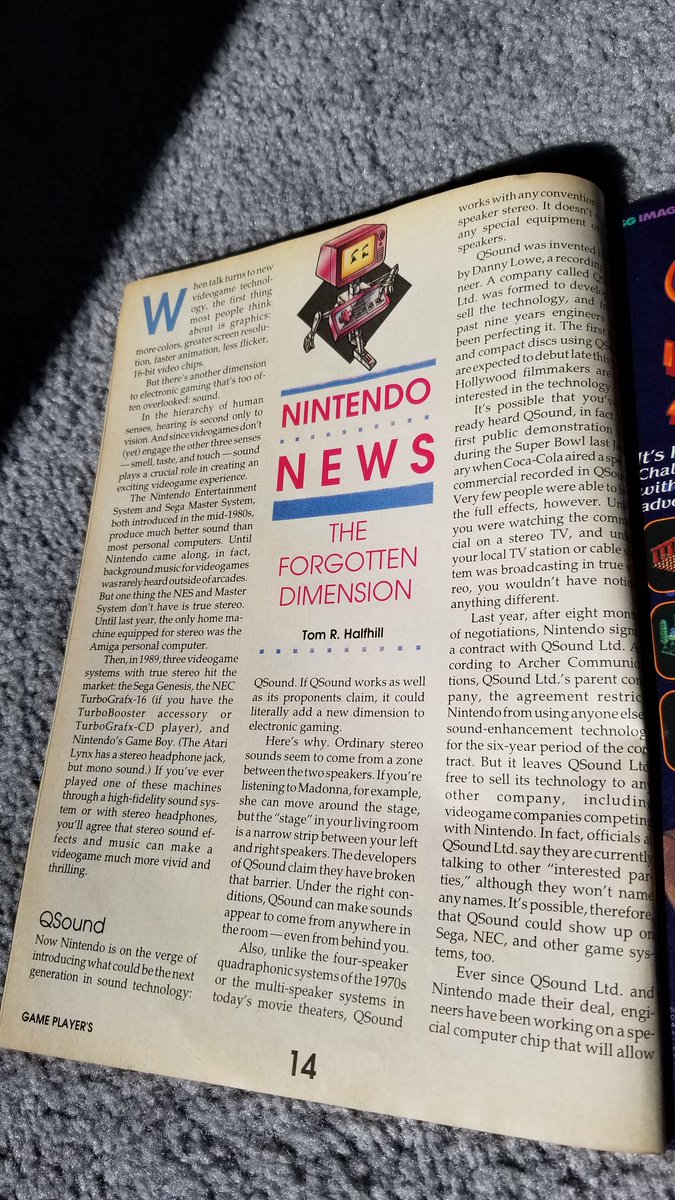 When talk turns to new
videogame technol-
ogy, the first thing
most people think
about is graphics:
more colors, greater screen resolu-
tion, faster animation, less flicker,
16-bit video chips.
But there's another dimension
to electronic gaming that's too of-
ten overlooked: sound.
In the hierarchy of human
senses, hearing is second only to
vision. And since videogames don't
(yet) engage the other three senses
—smell, taste, and touch—sound
plays a crucial role in creating an
exciting videogame experience.
The Nintendo Entertainment
System and Sega Master System,
both introduced in the mid-1980s,
produce much better sound than
most personal computers. Until
Nintendo came along, in fact,
background music for videogames
was rarely heard outside of arcades.
But one thing the NES and Master
System don't have is true stereo.
Until last year, the only home ma-
chine equipped for stereo was the
Amiga personal computer.
Then, in 1989, three videogame
systems with true stereo hit the
market: the Sega Genesis, the NEC
TurboGrafx-16 (if you have the
TurboBooster accessory or
TurboGrafx-CD player), and
Nintendo's Game Boy. (The Atari
Lynx has a stereo headphone jack,
but mono sound.) If you've ever
played one of these machines
through a high-fidelity sound sys-
tem or with stereo headphones,
you'll agree that stereo sound ef-
fects and music can make a
videogame much more vivid and
thrilling.
QSound
Now Nintendo is on the verge of
introducing what could be the next
generation in sound technology:
NINTENDO
NEWS
THE
FORGOTTEN
DIMENSION
Tom R. Halfhill
QSound. If QSound works as well
as its proponents claim, it could
literally add a new dimension to
electronic gaming.
Here's why. Ordinary stereo
sounds seem to come from a zone
between the two speakers. If you're
listening to Madonna, for example,
she can move around the stage,
but the "stage" in your living room
is a narrow strip between your left
and right speakers. The developers
of QSound claim they have broken
that barrier. Under the right con-
ditions, QSound can make sounds
appear to come from anywhere in
the room—even from behind you.
Also, unlike the four-speaker
quadraphonic systems of the 1970s
or the multi-speaker systems in
today's movie theaters, QSound
works with any convention
speaker stereo. It doesn't
any special equipment
speakers.
QSound was invented
by Danny Lowe, a recording
neer. A company called
Ltd. was formed to develop
sell the technology, and
past nine years engineers
been perfecting it. The first
and compact discs using
are expected to debut late this
Hollywood filmmakers are
interested in the technology
It's possible that you've
ready heard QSound, in fact
first public demonstration
during the Super Bowl last
ary when Coca-Cola aired a
commercial recorded in
Very few people were able to
the full effects, however.
you were watching the comm
cial on a stereo TV, and
your local TV station or cable
tem was broadcasting in true
reo, you wouldn't have
anything different.
Last year, after eight
of negotiations, Nintendo
a contract with QSound Ltd.
cording to Archer Communic
tions, QSound Ltd.'s parent com
pany, the agreement restric
Nintendo from using anyone else
sound-enhancement technolog
for the six-year period of the con
tract. But it leaves QSound Ltd
free to sell its technology to
other company, including
videogame companies competin
with Nintendo. In fact, officials
QSound Ltd. say they are currently
talking to other "interested par-
ties," although they won't name
any names. It's possible, therefore,
that QSound could show up on
Sega, NEC, and other game sys-
tems, too.
Ever since QSound Ltd. and
Nintendo made their deal, engi-
neers have been working on a spe-
cial computer chip that will allow
GAME PLAYER'S
14
It's
with